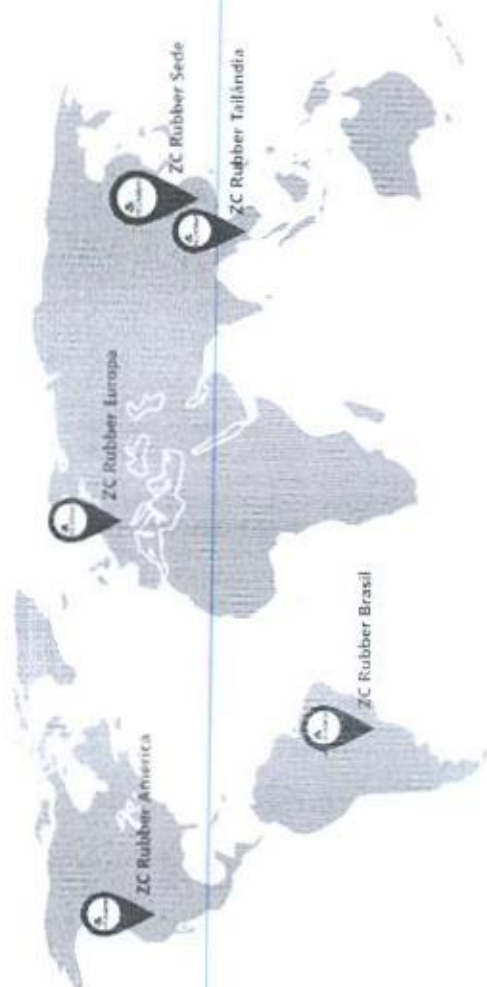 ZC Rubber Sede
ZC Rubber Tailândia
ZC Rubber Europa
ZC Rubber America
ZC Rubber Brasil